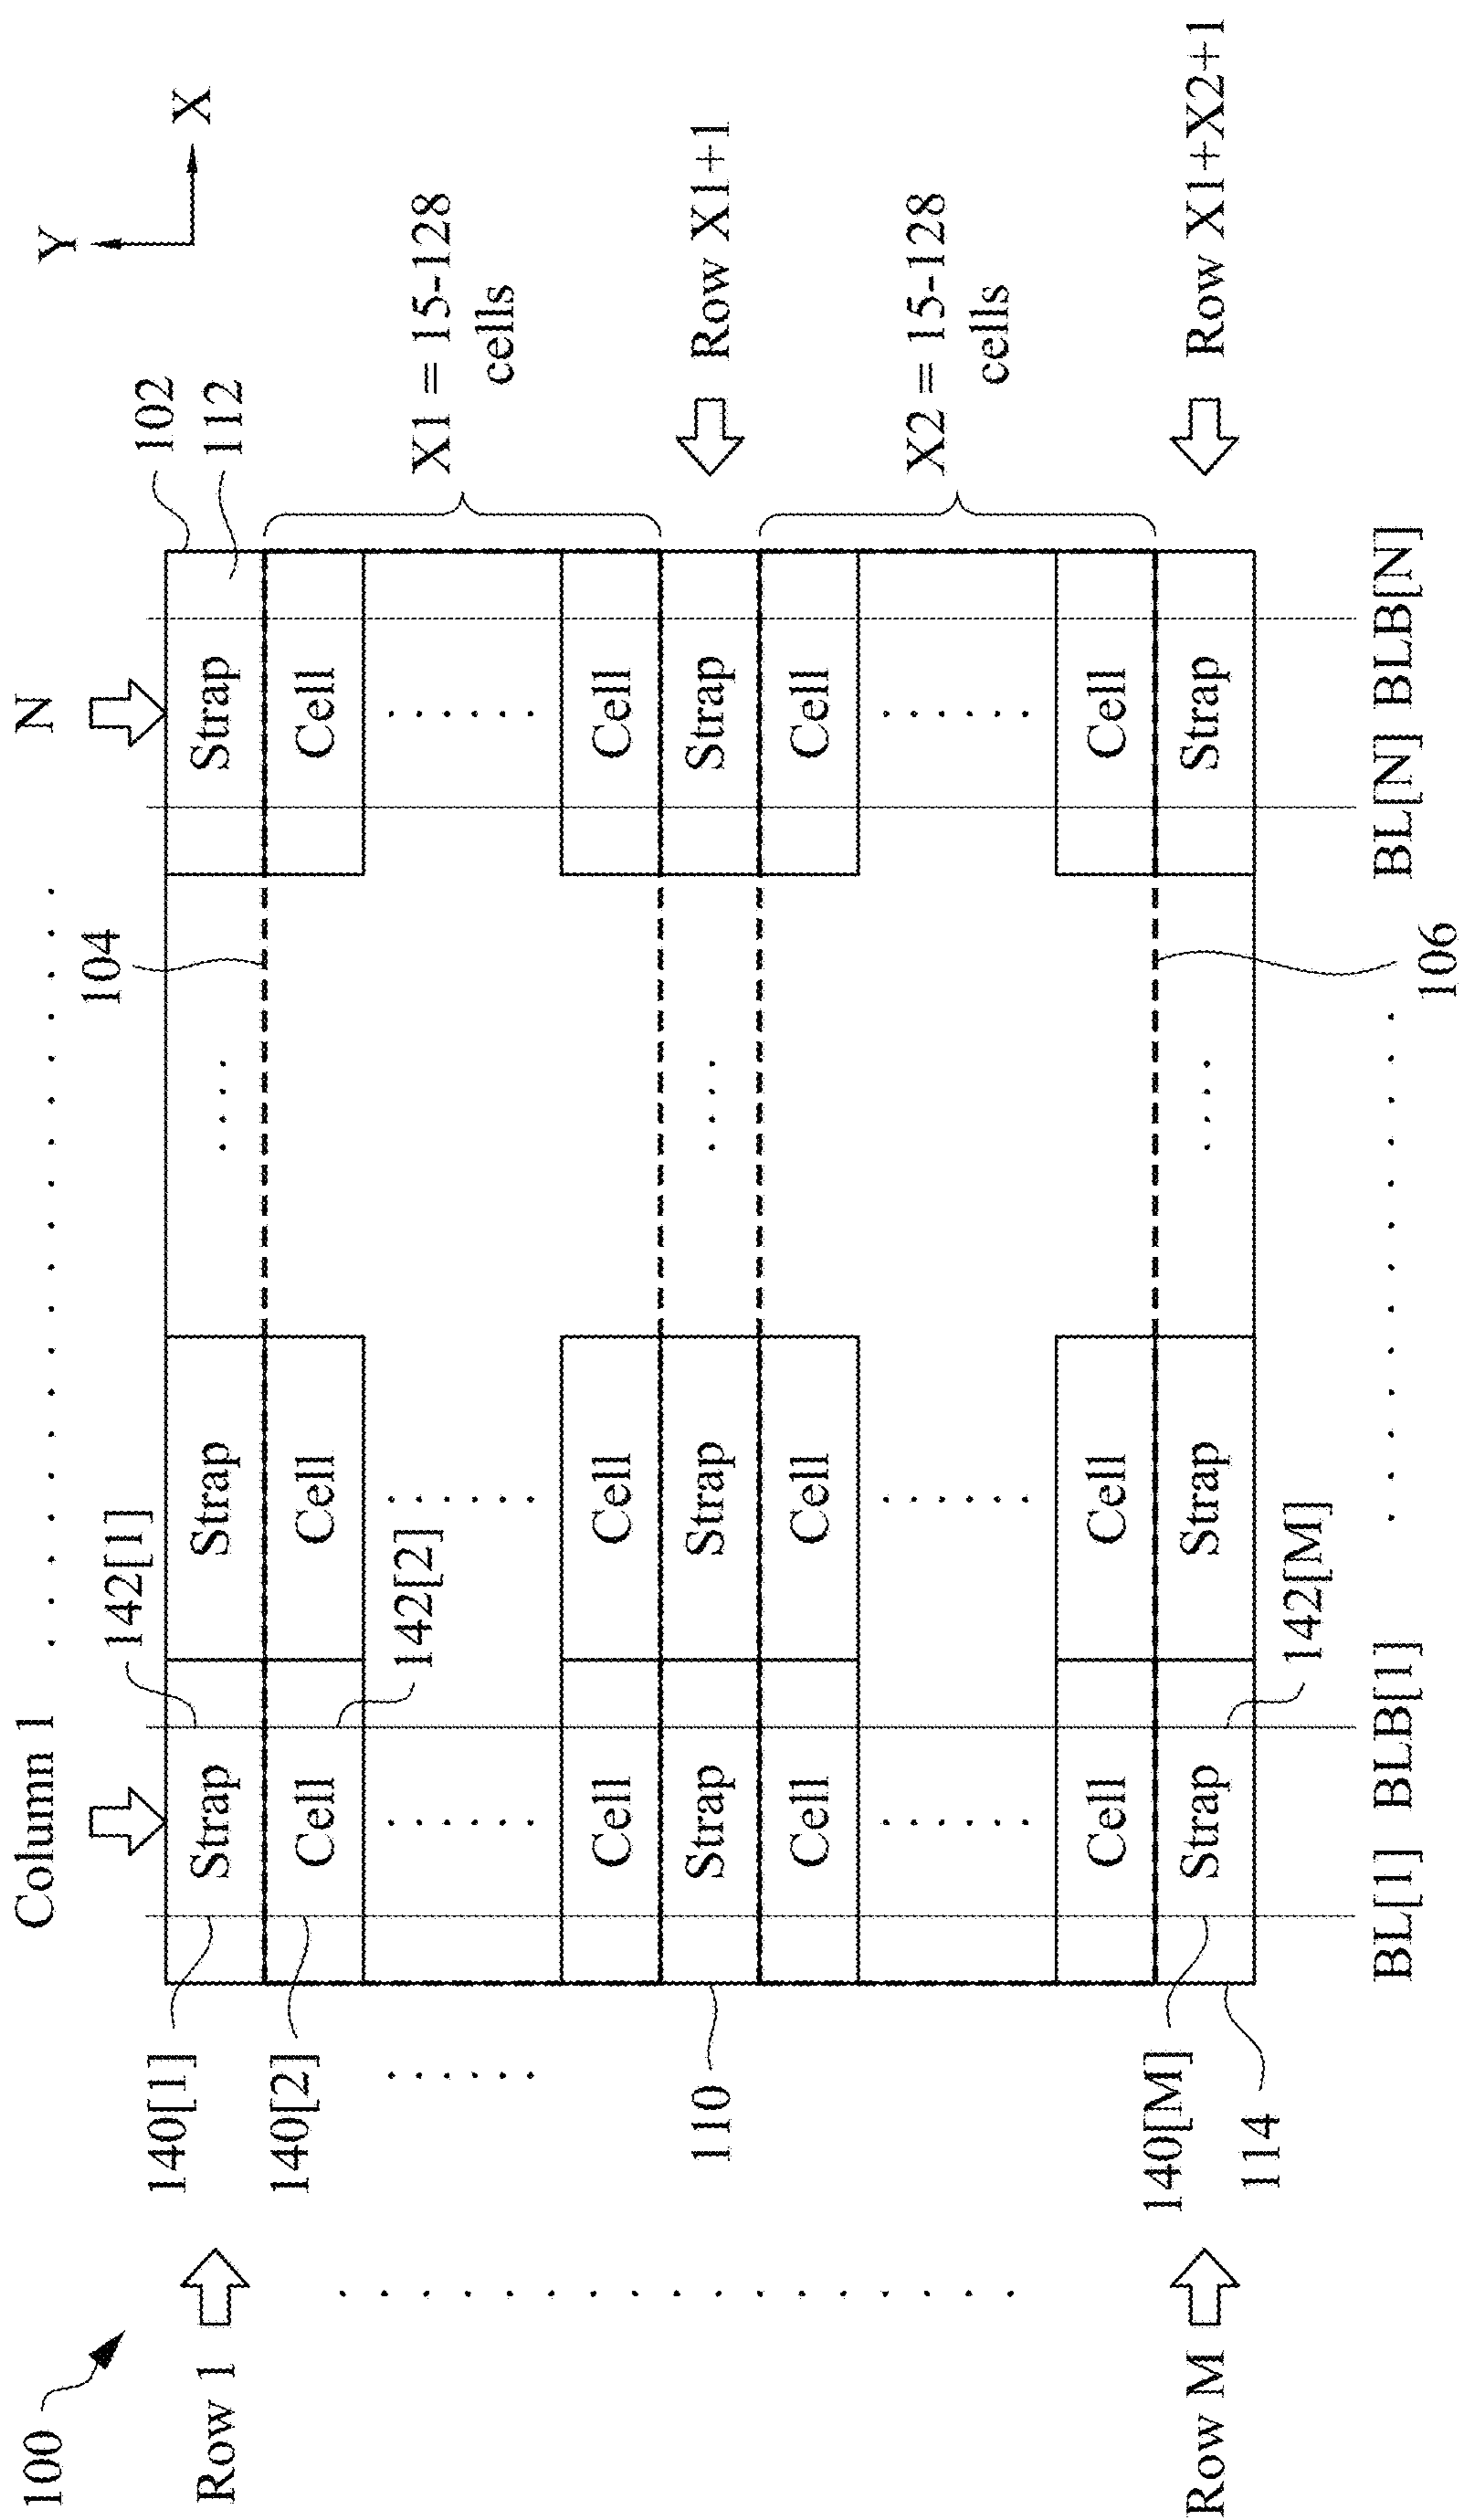 100
Column 1
N
Y
X
142[1]
104
102
112
Row 1
140[1]
Strap
Strap
. . . .
Strap
140[2]
Cell
Cell
Cell
142[2]
X1 = 15-128
cells
Cell
Cell
Cell
110
Strap
Strap
. . . .
Strap
Row X1+1
Cell
Cell
Cell
X2 = 15-128
cells
Cell
Cell
Cell
Row M
140[M]
Strap
Strap
. . . .
Strap
Row X1+X2+1
114
142[M]
BL[1] BLB[1]
BL[N] BLB[N]
106